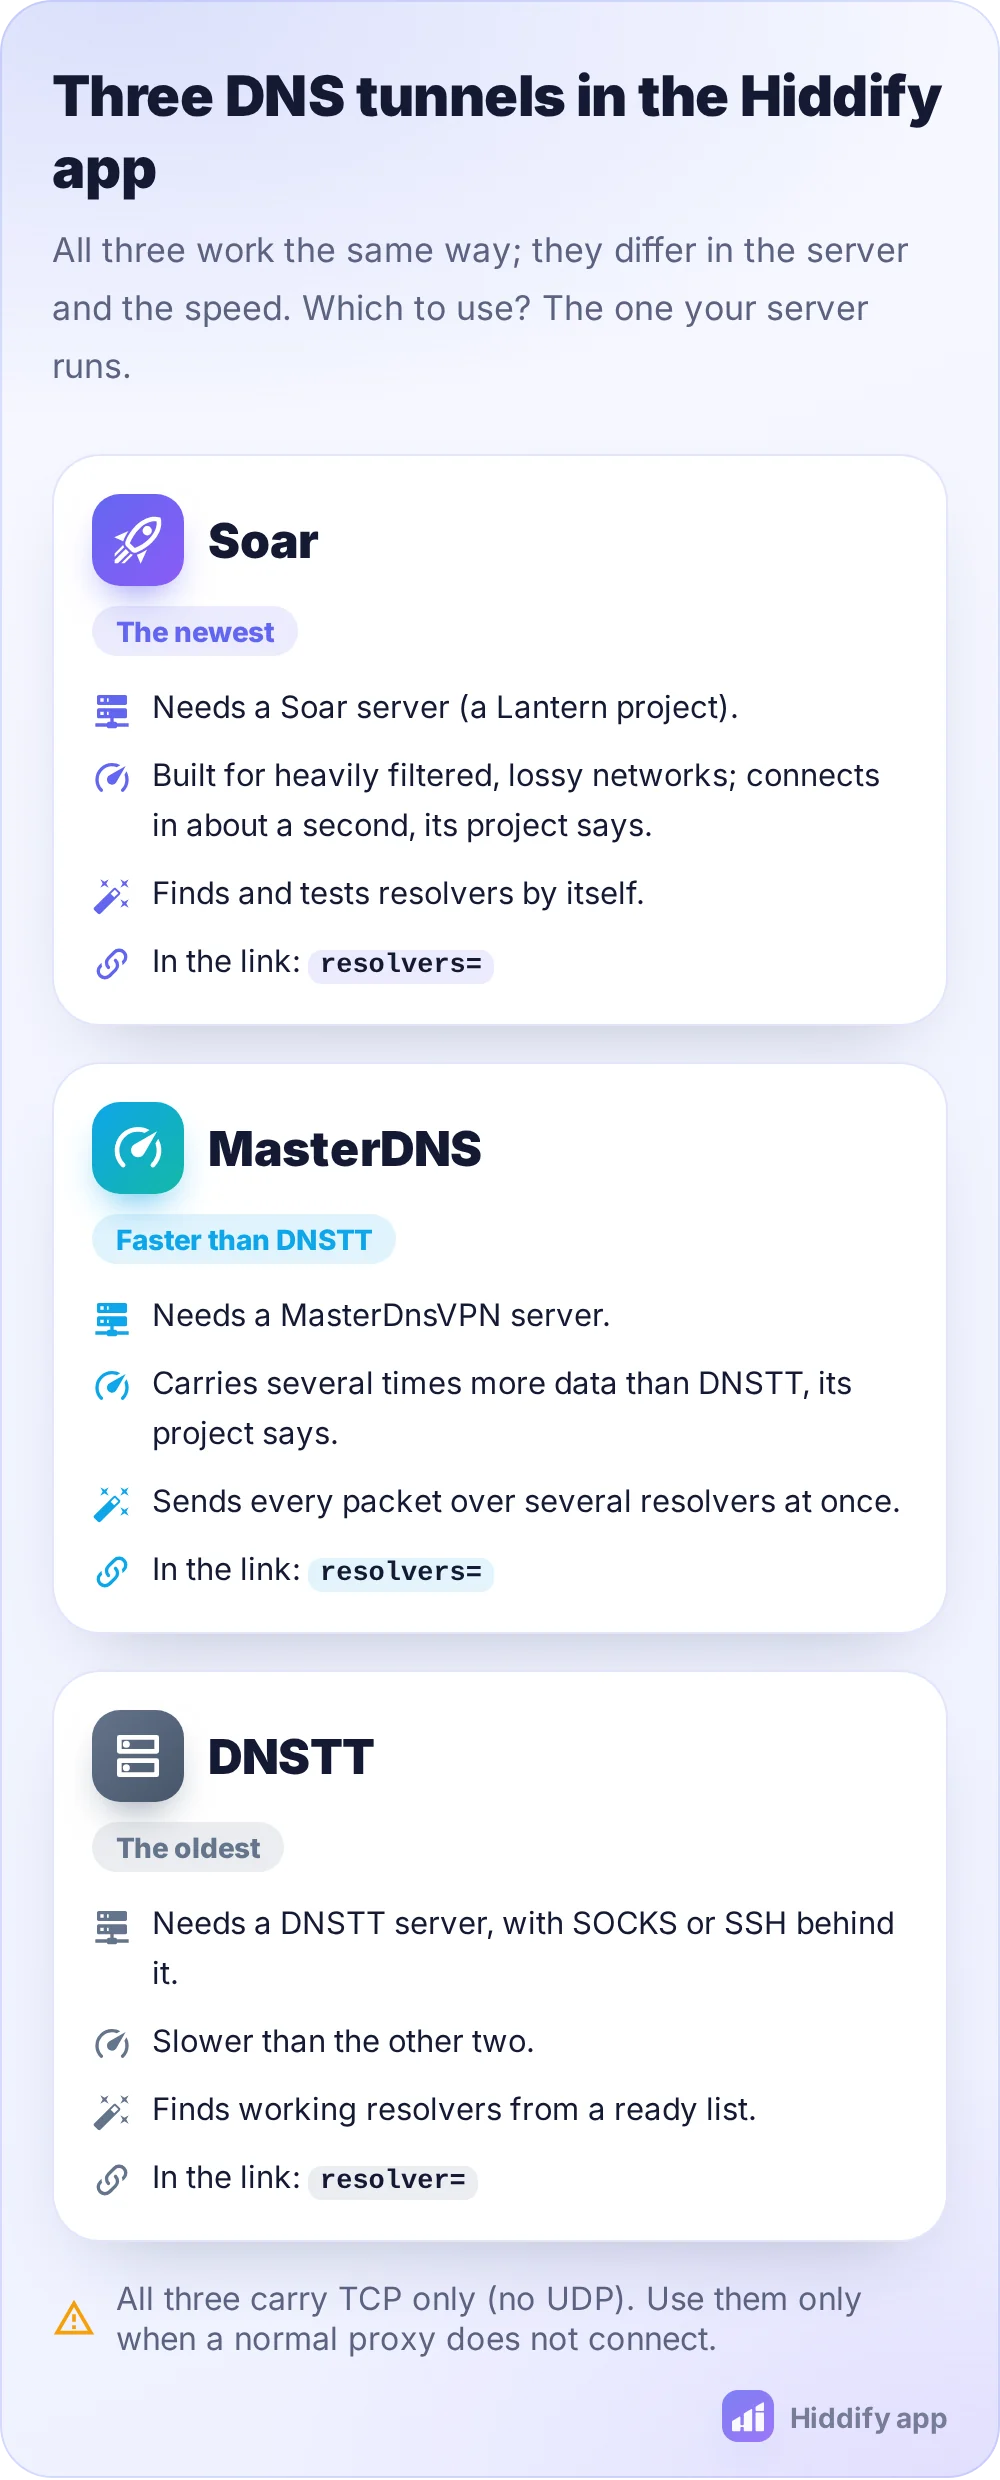 Three DNS tunnels in the Hiddify
app
All three work the same way; they differ in the server
and the speed. Which to use? The one your server
runs.
Soar
The newest
Needs a Soar server (a Lantern project).
Built for heavily filtered, lossy networks; connects
in about a second, its project says.
Finds and tests resolvers by itself.
In the link: resolvers=
MasterDNS
Faster than DNSTT
Needs a MasterDnsVPN server.
Carries several times more data than DNSTT, its
project says.
Sends every packet over several resolvers at once.
In the link: resolvers=
DNSTT
The oldest
Needs a DNSTT server, with SOCKS or SSH behind
it.
Slower than the other two.
Finds working resolvers from a ready list.
In the link: resolver=
All three carry TCP only (no UDP). Use them only
when a normal proxy does not connect.
Hiddify app